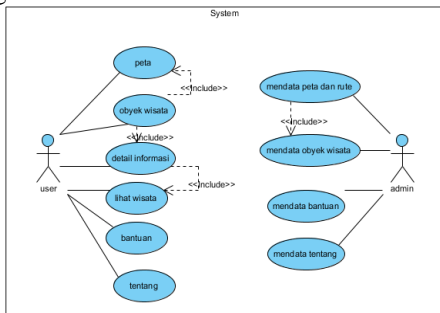 System
peta
<<include>>
obyek wisata
<<include>>
detail informasi
<<include>>
lihat wisata
bantuan
tentang
user
mendata peta dan rute
<<include>>
mendata obyek wisata
mendata bantuan
mendata tentang
admin